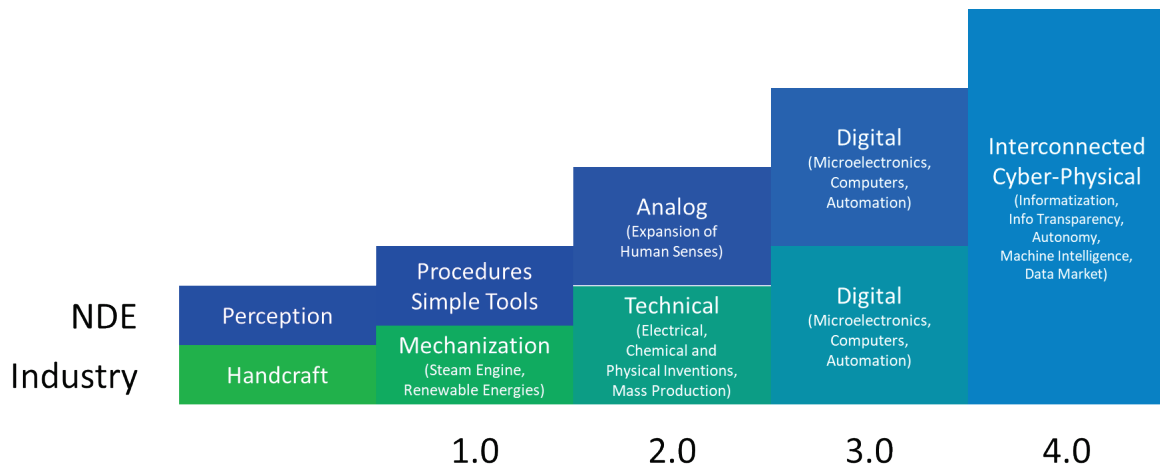 NDE
Industry
Perception
Handcraft
Procedures
Simple Tools
Mechanization
(Steam Engine,
Renewable Energies)
Analog
(Expansion of
Human Senses)
Technical
(Electrical,
Chemical and
Physical Inventions,
Mass Production)
Digital
(Microelectronics,
Computers,
Automation)
Digital
(Microelectronics,
Computers,
Automation)
Interconnected
Cyber-Physical
(Informatization,
Info Transparency,
Autonomy,
Machine Intelligence,
Data Market)
1.0
2.0
3.0
4.0